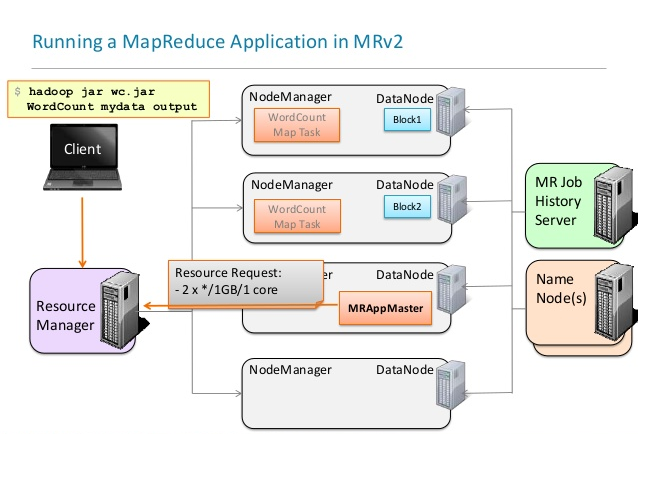 Running a MapReduce Application in MRv2
$ hadoop jar wc.jar
WordCount mydata output
Client
Resource
Manager
NodeManager
DataNode
WordCount
Map Task
Block1
NodeManager
DataNode
WordCount
Map Task
Block2
Resource Request:
- 2 x */1GB/1 core
er
DataNode
MRAppMaster
NodeManager
DataNode
MR Job
History
Server
Name
Node(s)